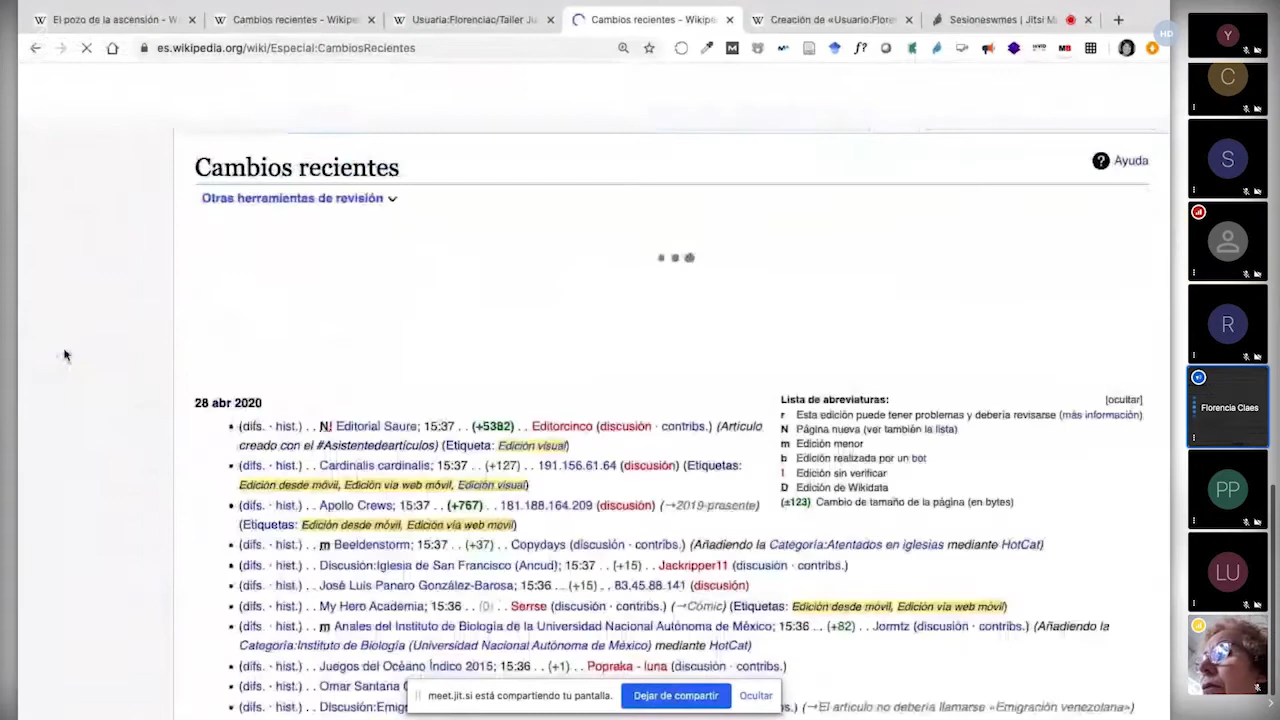 El pozo de la ascensión - W
Cambios recientes - Wikipe
Usuaria:Florenciac/Taller Ju
Cambios recientes - Wikipe
Creación de «Usuario:Flore
Sesioneswmes | Jitsi M
HD
es.wikipedia.org/wiki/Especial:CambiosRecientes
Cambios recientes
Ayuda
Otras herramientas de revisión
28 abr 2020
Lista de abreviaturas: [ocultar]
r Esta edición puede tener problemas y debería revisarse (más información)
N Página nueva (ver también la lista)
m Edición menor
b Edición realizada por un bot
! Edición sin verificar
D Edición de Wikidata
(±123) Cambio de tamaño de la página (en bytes)
(difs. · hist.) . . N! Editorial Saure; 15:37 . . (+5382) . . Editorcinco (discusión · contribs.) (Artículo
creado con el #Asistentedeartículos) (Etiqueta: Edición visual)
(difs. · hist.) . . Cardinalis cardinalis; 15:37 . . (+127) . . 191.156.61.64 (discusión) (Etiquetas:
Edición desde móvil, Edición vía web móvil, Edición visual)
(difs. · hist.) . . Apollo Crews; 15:37 . . (+767) . . 181.188.164.209 (discusión) (→2019-presente)
(Etiquetas: Edición desde móvil, Edición vía web móvil)
(difs. · hist.) . . m Beeldenstorm; 15:37 . . (+37) . . Copydays (discusión · contribs.) (Añadiendo la Categoría:Atentados en iglesias mediante HotCat)
(difs. · hist.) . . Discusión:Iglesia de San Francisco (Ancud); 15:37 . . (+15) . . Jackripper11 (discusión · contribs.)
(difs. · hist.) . . José Luis Panero González-Barosa; 15:36 . . (+15) . . 83.45.88.141 (discusión)
(difs. · hist.) . . My Hero Academia; 15:36 . . (0) . . Serrse (discusión · contribs.) (→Cómic) (Etiquetas: Edición desde móvil, Edición vía web móvil)
(difs. · hist.) . . m Anales del Instituto de Biología de la Universidad Nacional Autónoma de México; 15:36 . . (+82) . . Jormtz (discusión · contribs.) (Añadiendo la
Categoría:Instituto de Biología (Universidad Nacional Autónoma de México) mediante HotCat)
(difs. · hist.) . . Juegos del Océano Índico 2015; 15:36 . . (+1) . . Popraka - luna (discusión · contribs.)
(difs. · hist.) . . Omar Santana
(difs. · hist.) . . Discusión:Emig s.) . . (→El artículo no debería llamarse «Emigración venezolana»)
meet.jit.si está compartiendo tu pantalla. Dejar de compartir Ocultar
Y
C
S
R
Florencia Claes
PP
LU